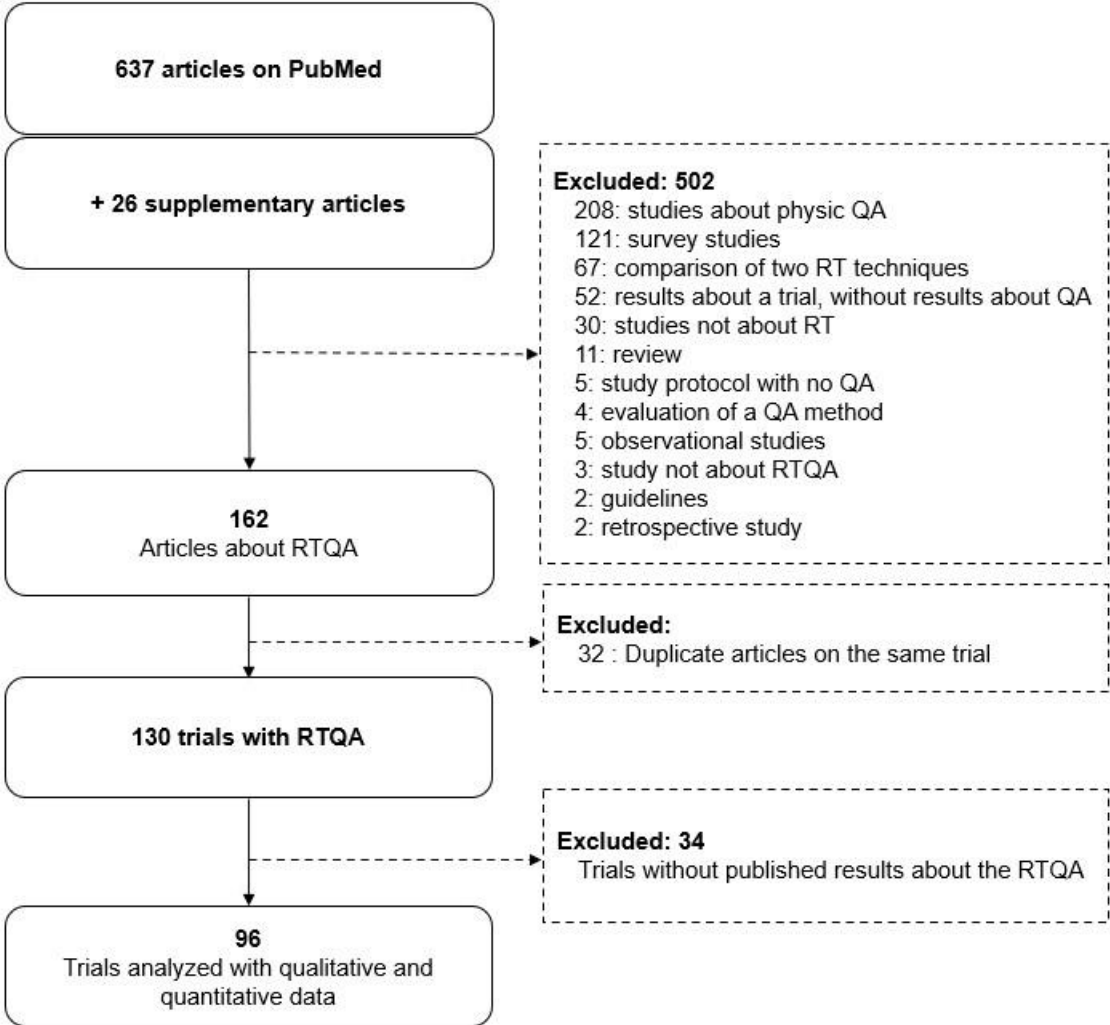 637 articles on PubMed
+ 26 supplementary articles
Excluded: 502
208: studies about physic QA
121: survey studies
67: comparison of two RT techniques
52: results about a trial, without results about QA
30: studies not about RT
11: review
5: study protocol with no QA
4: evaluation of a QA method
5: observational studies
3: study not about RTQA
2: guidelines
2: retrospective study
162
Articles about RTQA
Excluded:
32 : Duplicate articles on the same trial
130 trials with RTQA
Excluded: 34
Trials without published results about the RTQA
96
Trials analyzed with qualitative and
quantitative data